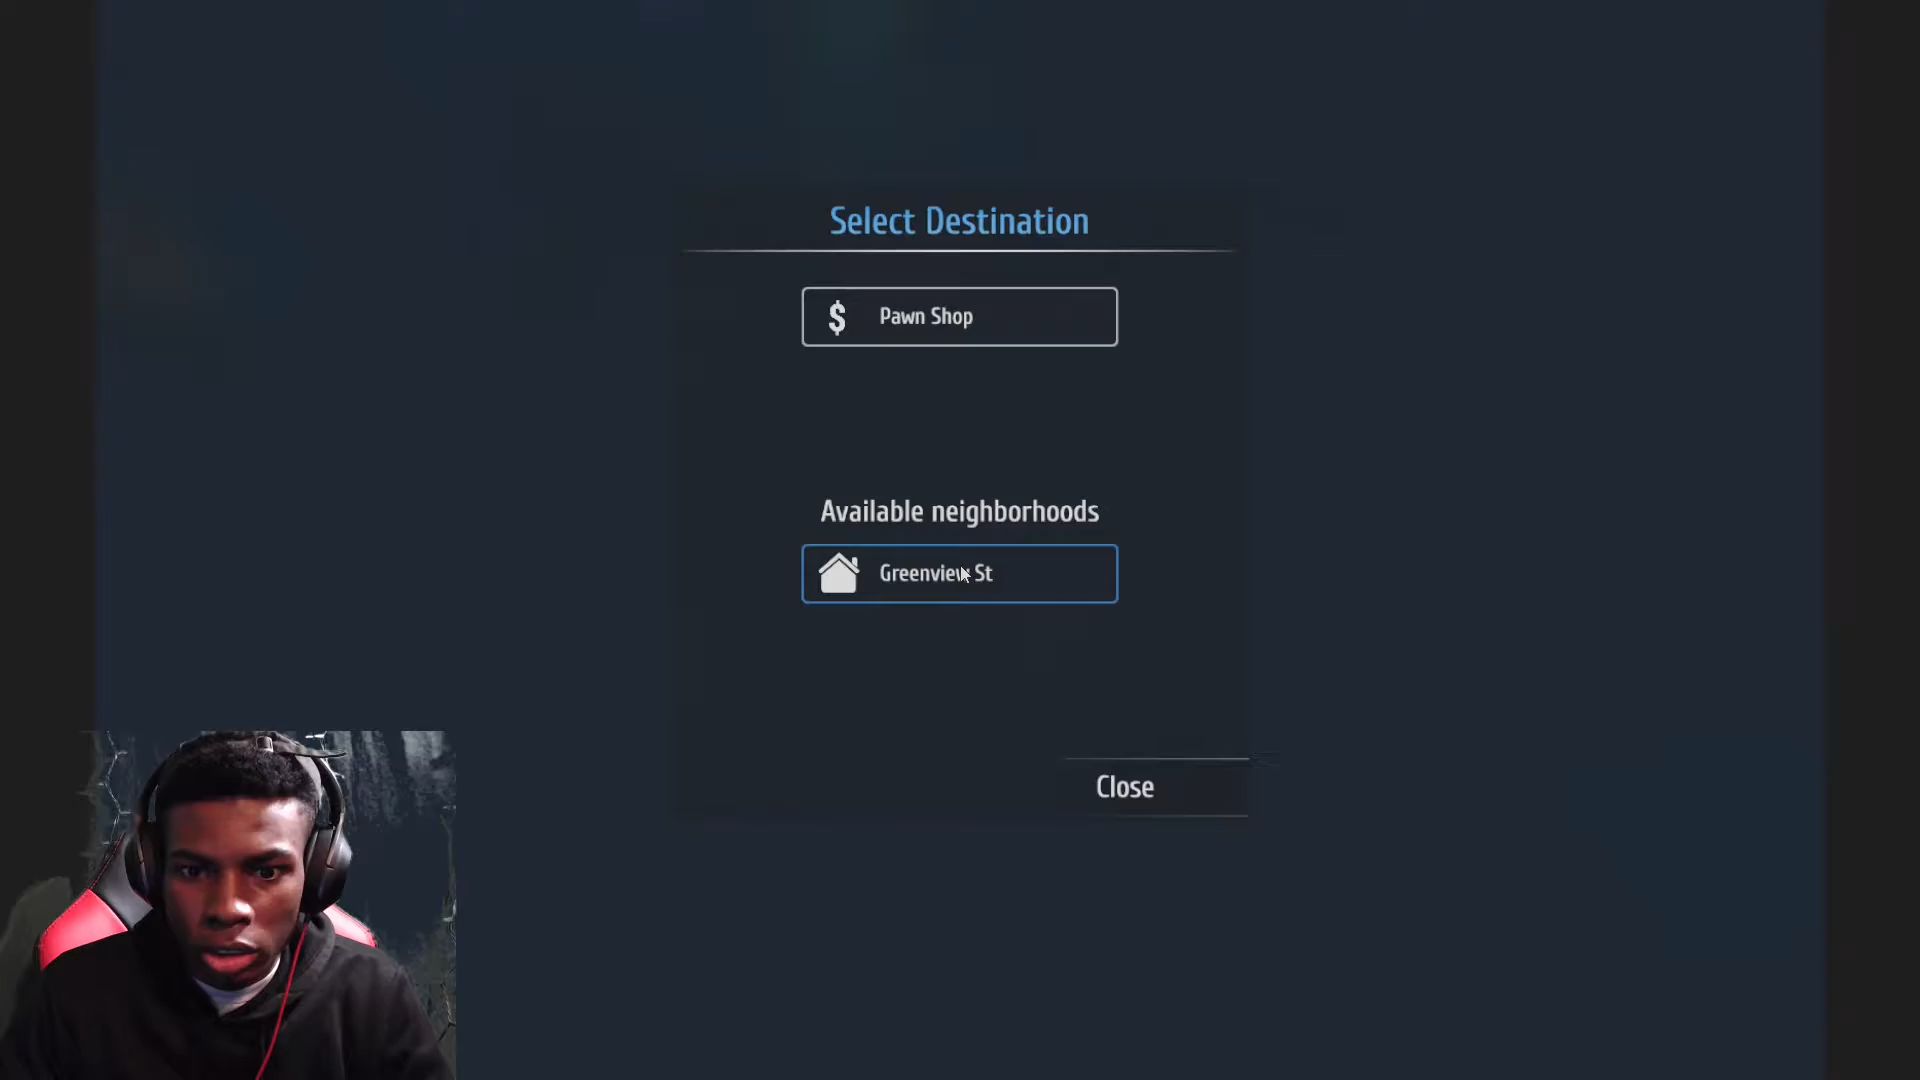 Select Destination
$ Pawn Shop
Available neighborhoods
Greenview St
Close